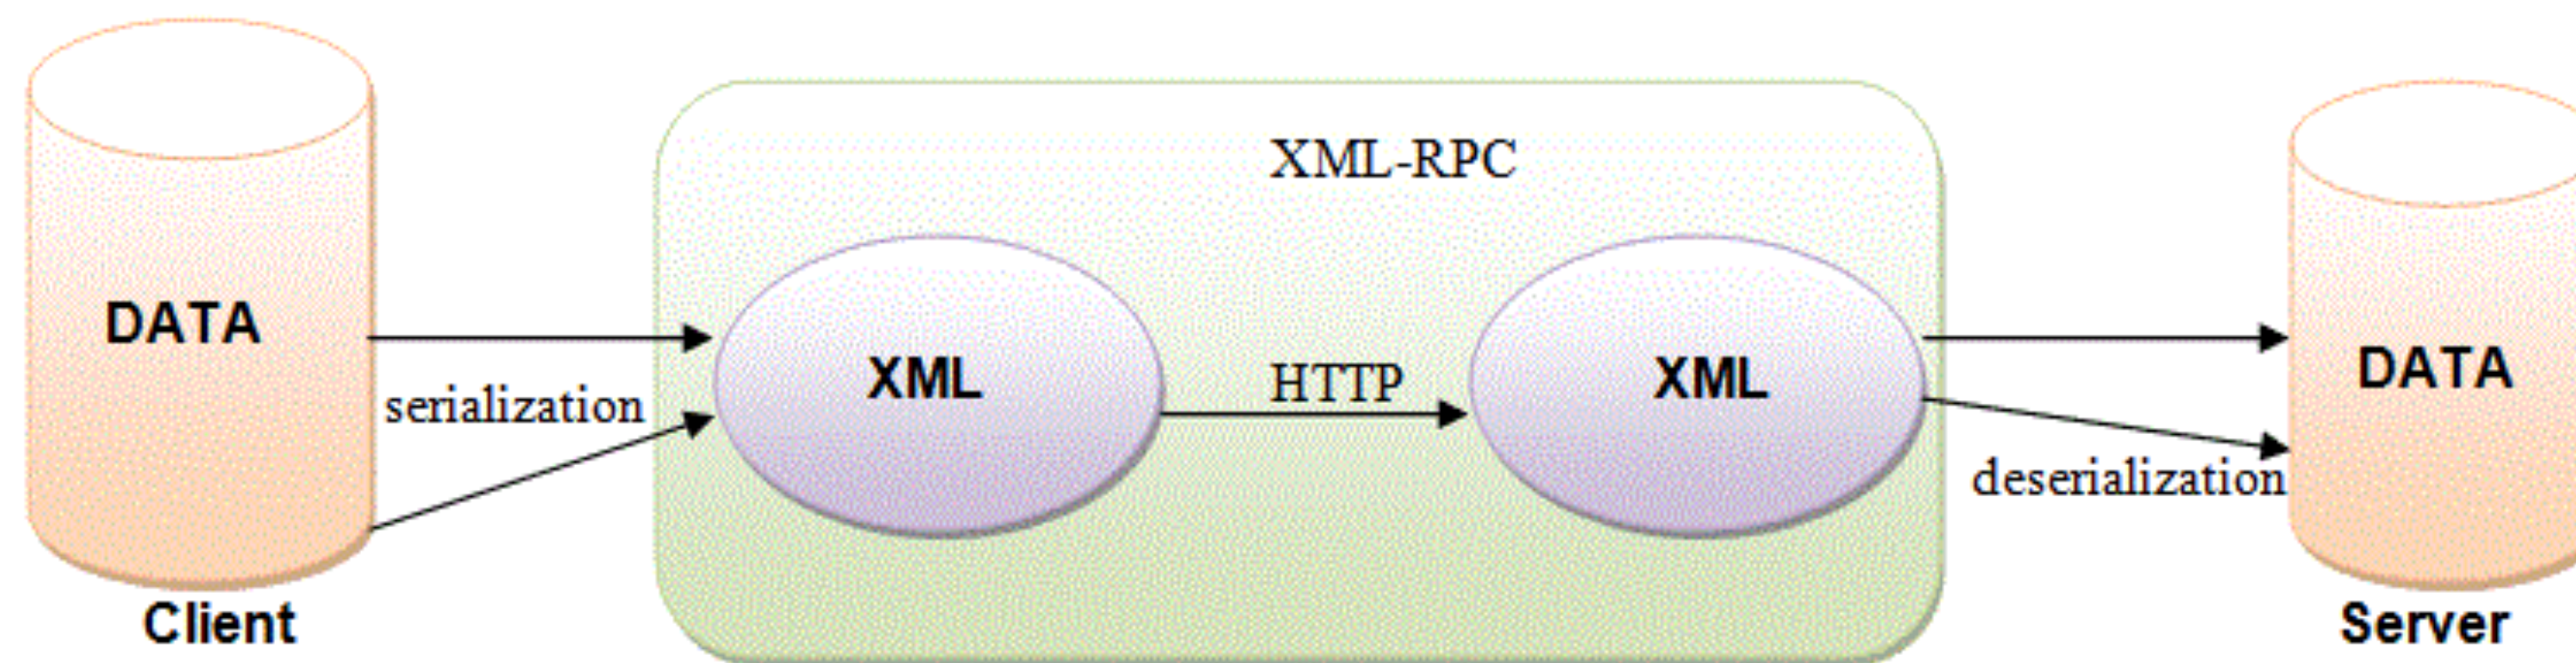 XML-RPC
DATA
serialization
Client
XML
HTTP
XML
DATA
deserialization
Server